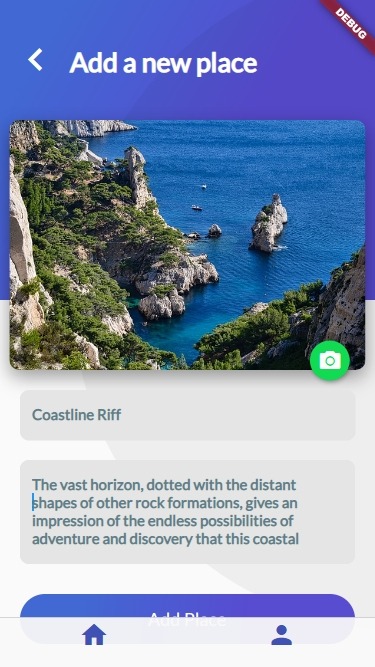 DEBUG
Add a new place
Coastline Riff
The vast horizon, dotted with the distant
shapes of other rock formations, gives an
impression of the endless possibilities of
adventure and discovery that this coastal
Add Place